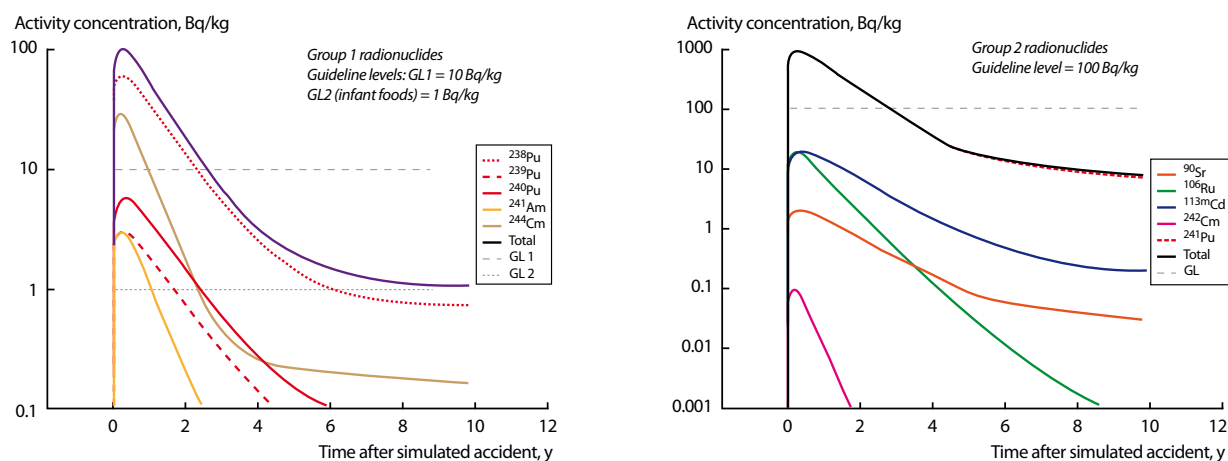 Activity concentration, Bq/kg
100
10
1
0.1
0 2 4 6 8 10 12
Time after simulated accident, y
Group 1 radionuclides
Guideline levels: GL1 = 10 Bq/kg
GL2 (infant foods) = 1 Bq/kg
²³⁸Pu
²³⁹Pu
²⁴⁰Pu
²⁴¹Am
²⁴⁴Cm
Total
GL 1
GL 2
Activity concentration, Bq/kg
1000
100
10
1
0.1
0.01
0.001
0 2 4 6 8 10 12
Time after simulated accident, y
Group 2 radionuclides
Guideline level = 100 Bq/kg
⁹⁰Sr
¹⁰⁶Ru
¹¹³ᵐCd
²⁴²Cm
²⁴¹Pu
Total
GL